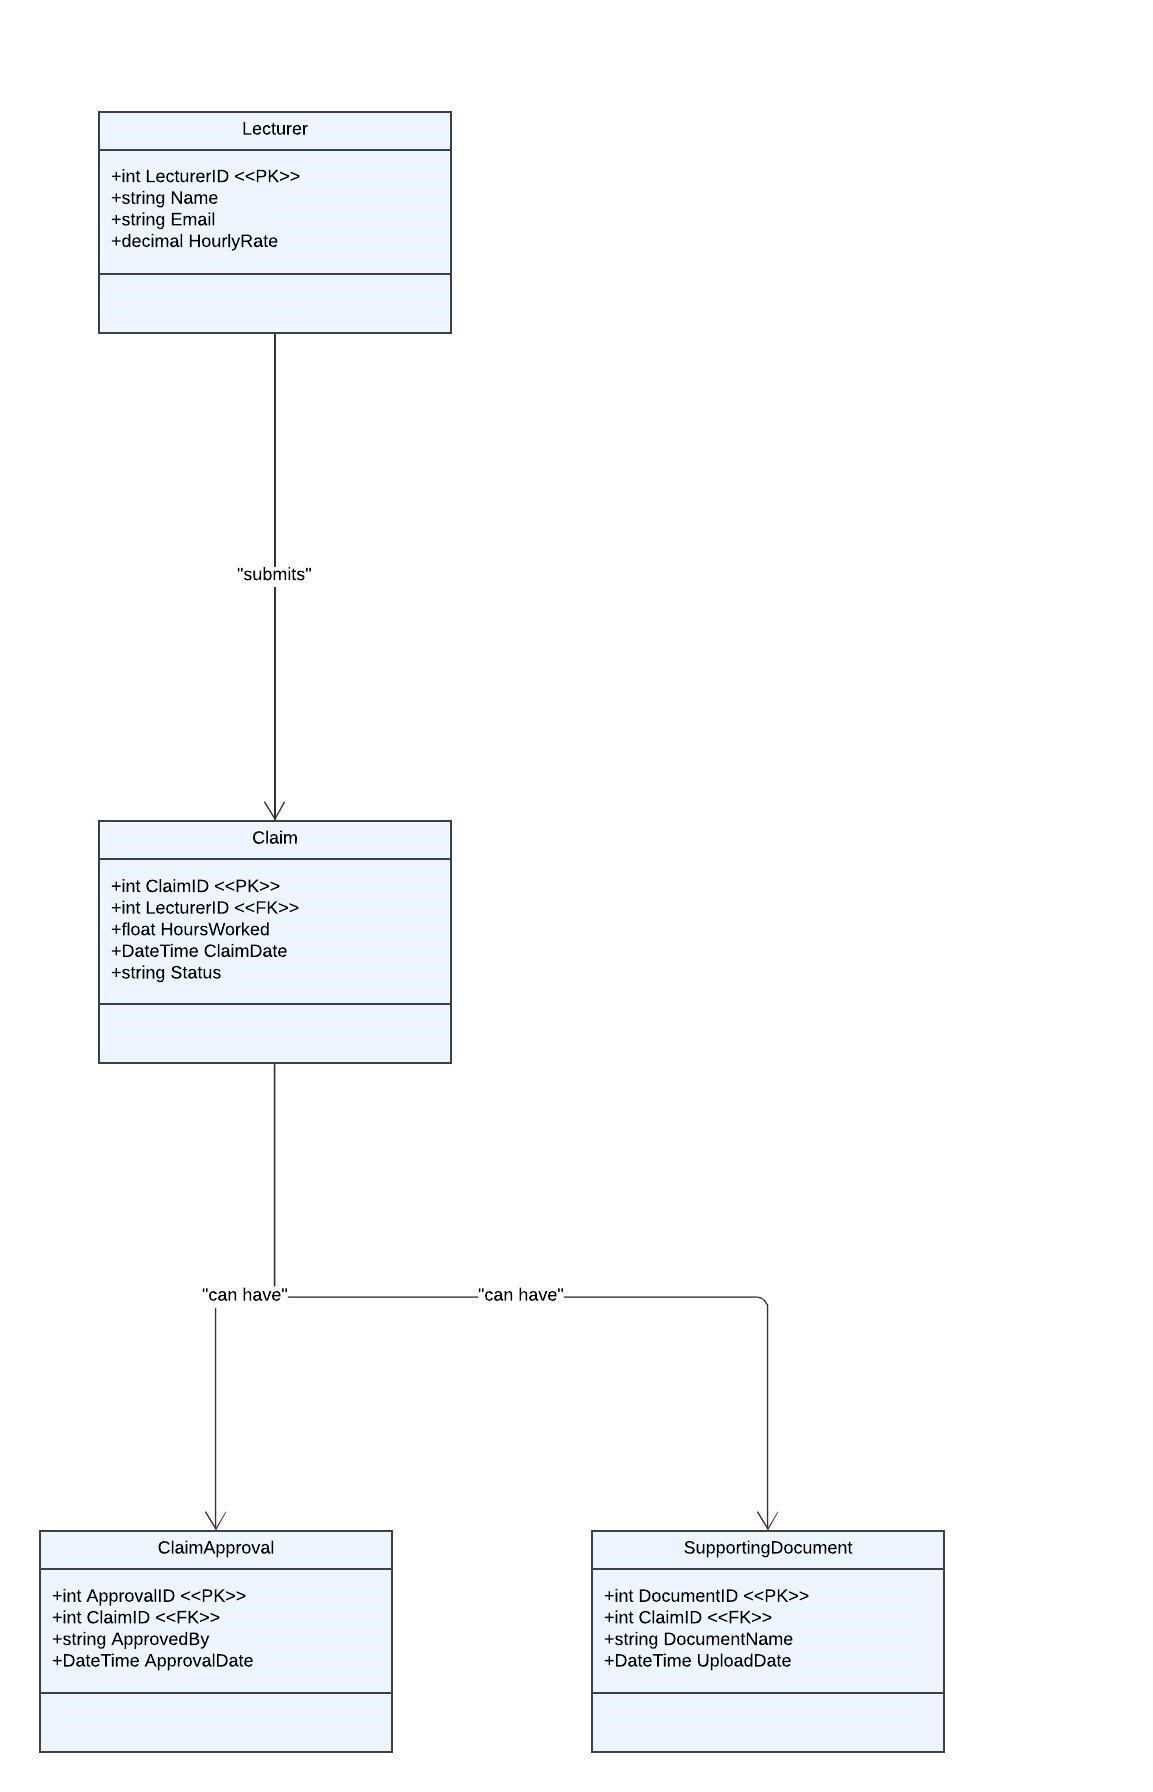 Lecturer
+int LecturerID <<PK>>
+string Name
+string Email
+decimal HourlyRate
"submits"
Claim
+int ClaimID <<PK>>
+int LecturerID <<FK>>
+float HoursWorked
+DateTime ClaimDate
+string Status
"can have"
"can have"
ClaimApproval
+int ApprovalID <<PK>>
+int ClaimID <<FK>>
+string ApprovedBy
+DateTime ApprovalDate
SupportingDocument
+int DocumentID <<PK>>
+int ClaimID <<FK>>
+string DocumentName
+DateTime UploadDate